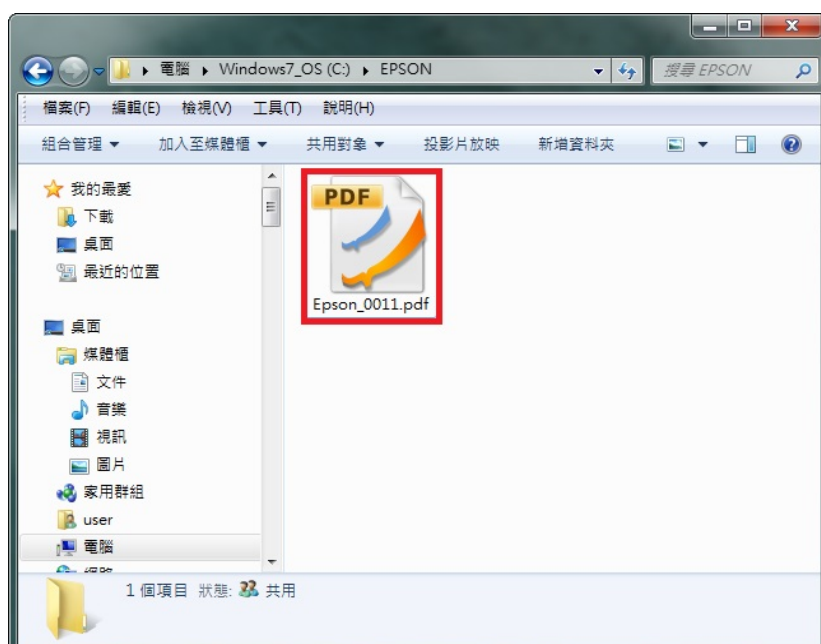 電腦 Windows7_OS (C:) EPSON 搜尋 EPSON
檔案(F) 編輯(E) 檢視(V) 工具(T) 說明(H)
組合管理 加入至媒體櫃 共用對象 投影片放映 新增資料夾
我的最愛
下載
桌面
最近的位置
桌面
媒體櫃
文件
音樂
視訊
圖片
家用群組
user
電腦
PDF
Epson_0011.pdf
1 個項目 狀態: 共用